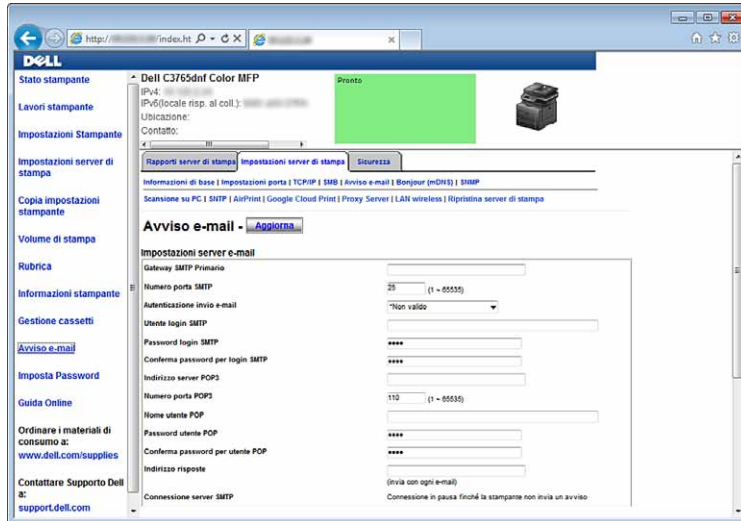 http:// /index.ht
DELL
Stato stampante
Lavori stampante
Impostazioni Stampante
Impostazioni server di
stampa
Copia impostazioni
stampante
Volume di stampa
Rubrica
Informazioni stampante
Gestione cassetti
Avviso e-mail
Imposta Password
Guida Online
Ordinare i materiali di
consumo a:
www.dell.com/supplies
Contattare Supporto Dell
a:
support.dell.com
Dell C3765dnf Color MFP
IPv4:
IPv6(locale risp. al coll.):
Ubicazione:
Contatto:
Pronto
Rapporti server di stampa Impostazioni server di stampa Sicurezza
Informazioni di base | Impostazioni porta | TCP/IP | SMB | Avviso e-mail | Bonjour (mDNS) | SNMP
Scansione su PC | SNTP | AirPrint | Google Cloud Print | Proxy Server | LAN wireless | Ripristina server di stampa
Avviso e-mail - Aggiorna
Impostazioni server e-mail
Gateway SMTP Primario
Numero porta SMTP 25 (1 ~ 65535)
Autenticazione invio e-mail *Non valido
Utente login SMTP
Password login SMTP ••••
Conferma password per login SMTP ••••
Indirizzo server POP3
Numero porta POP3 110 (1 ~ 65535)
Nome utente POP
Password utente POP ••••
Conferma password per utente POP ••••
Indirizzo risposte
(invia con ogni e-mail)
Connessione server SMTP Connessione in pausa finché la stampante non invia un avviso